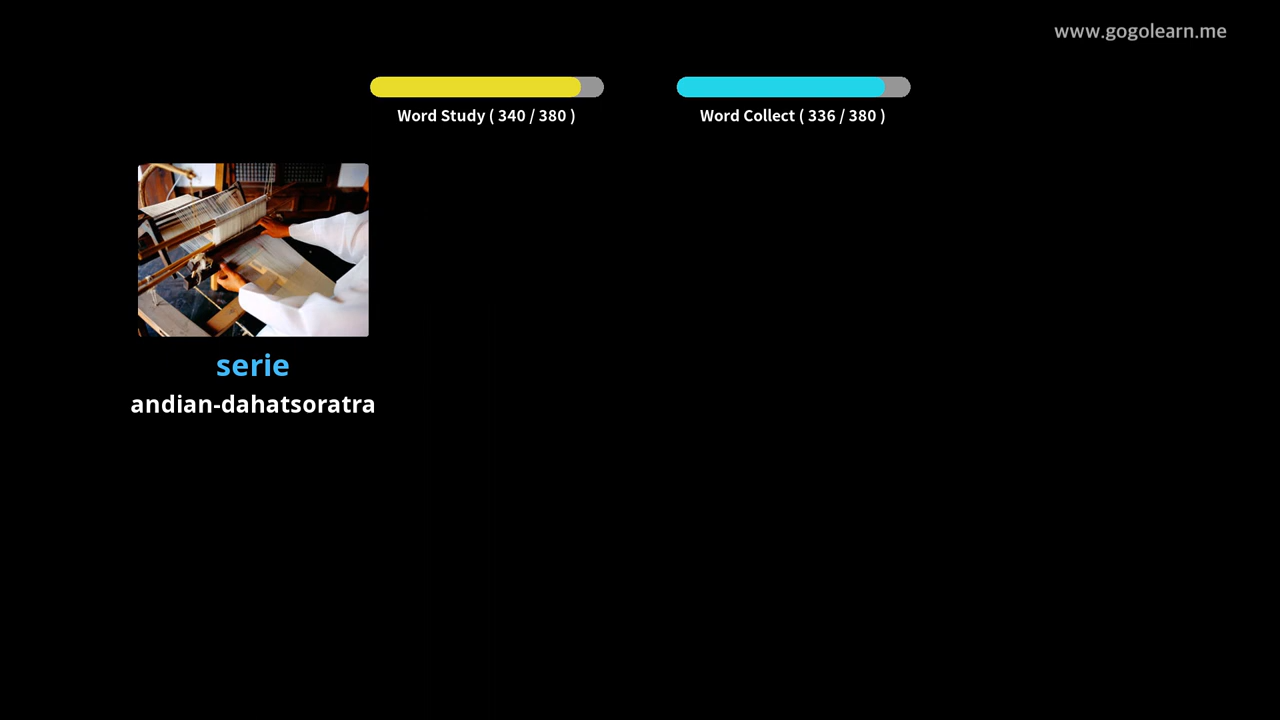 www.gogolearn.me
Word Study ( 340 / 380 )
Word Collect ( 336 / 380 )
serie
andian-dahatsoratra